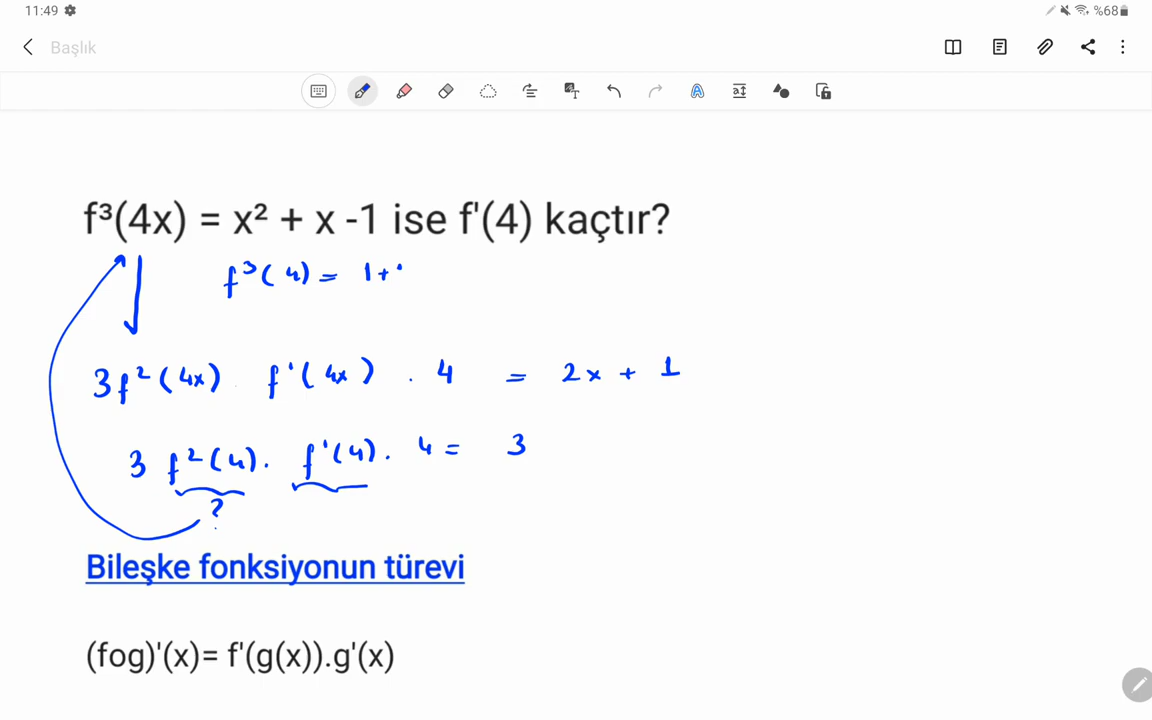 11:49 %68
Başlık
f³(4x) = x² + x -1 ise f'(4) kaçtır?
f³(4) = 1+
3f²(4x) . f'(4x) . 4 = 2x + 1
3 f²(4) . f'(4) . 4 = 3
?
Bileşke fonksiyonun türevi
(fog)'(x)= f'(g(x)).g'(x)